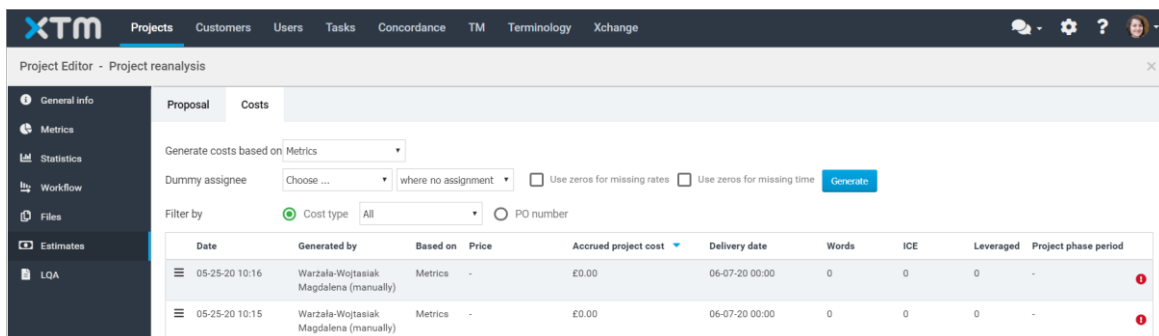 XTM Projects Customers Users Tasks Concordance TM Terminology Xchange ?
Project Editor - Project reanalysis
General info
Metrics
Statistics
Workflow
Files
Estimates
LQA
Proposal Costs
Generate costs based on Metrics
Dummy assignee Choose ... where no assignment Use zeros for missing rates Use zeros for missing time Generate
Filter by Cost type All PO number
Date Generated by Based on Price Accrued project cost Delivery date Words ICE Leveraged Project phase period
05-25-20 10:16 Warżała-Wojtasiak Metrics - £0.00 06-07-20 00:00 0 0 0 -
Magdalena (manually)
05-25-20 10:15 Warżała-Wojtasiak Metrics - £0.00 06-07-20 00:00 0 0 0 -
Magdalena (manually)